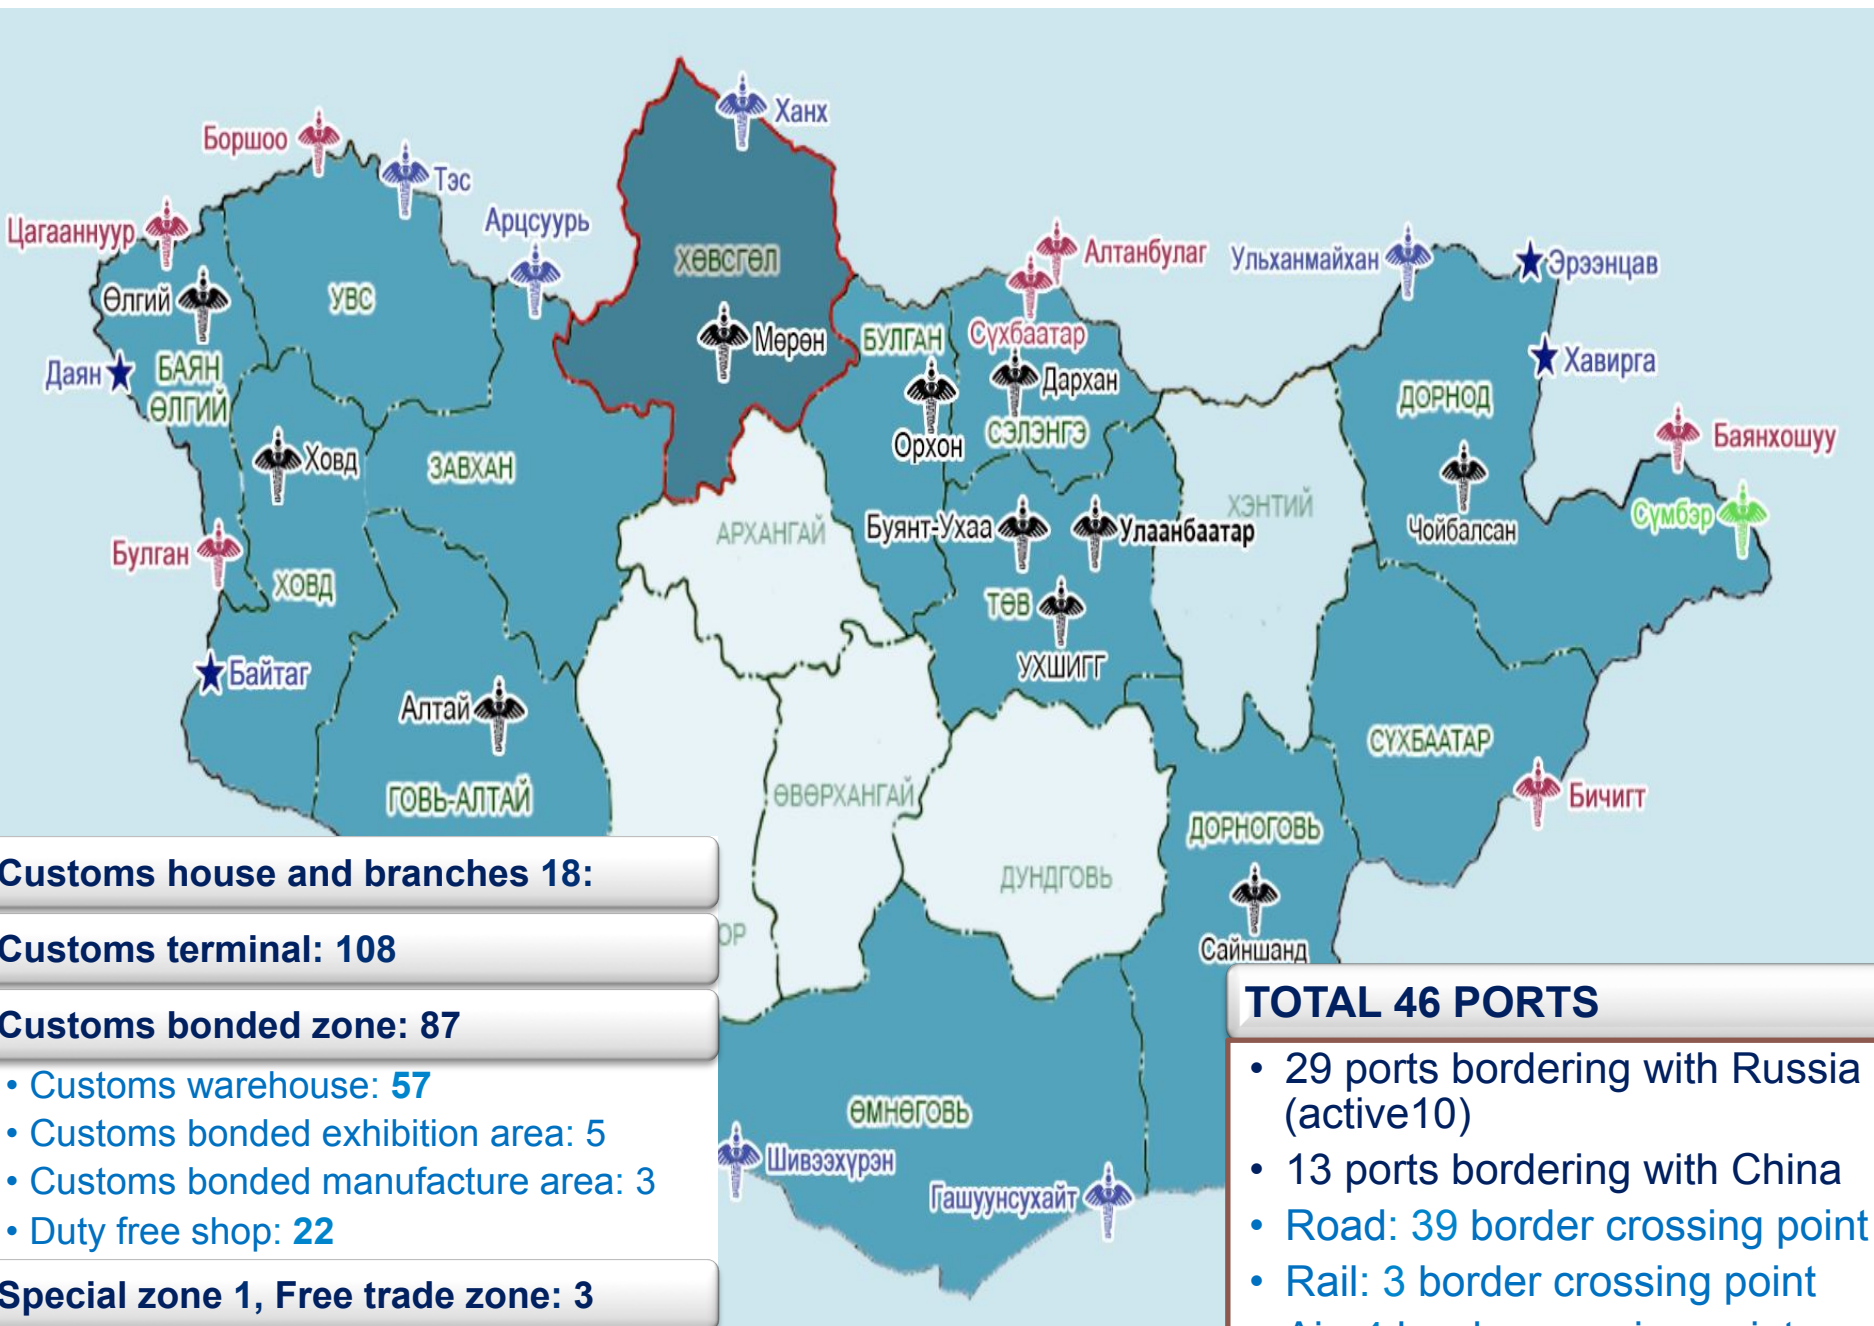 Ханх
Боршоо
Тэс
Цагааннуур
Арцсуурь
Алтанбулаг
Ульханмайхан
Эрээнцав
ХӨВСГӨЛ
Өлгий
УВС
Мөрөн
БУЛГАН
Сүхбаатар
Хавирга
Даян
БАЯН
ӨЛГИЙ
Дархан
ДОРНОД
СЭЛЭНГЭ
Орхон
Баянхошуу
Ховд
ЗАВХАН
ХЭНТИЙ
Сүмбэр
АРХАНГАЙ
Буянт-Ухаа
Улаанбаатар
Чойбалсан
Булган
ХОВД
ТӨВ
УХШИГГ
Байтаг
Алтай
СҮХБААТАР
ГОВЬ-АЛТАЙ
ӨВӨРХАНГАЙ
Бичигт
ДОРНОГОВЬ
ДУНДГОВЬ
ОР
Сайншанд
Customs house and branches 18:
Customs terminal: 108
Customs bonded zone: 87
• Customs warehouse: 57
• Customs bonded exhibition area: 5
• Customs bonded manufacture area: 3
• Duty free shop: 22
Special zone 1, Free trade zone: 3
ӨМНӨГОВЬ
Шивээхүрэн
Гашуунсухайт
TOTAL 46 PORTS
• 29 ports bordering with Russia
(active10)
• 13 ports bordering with China
• Road: 39 border crossing point
• Rail: 3 border crossing point